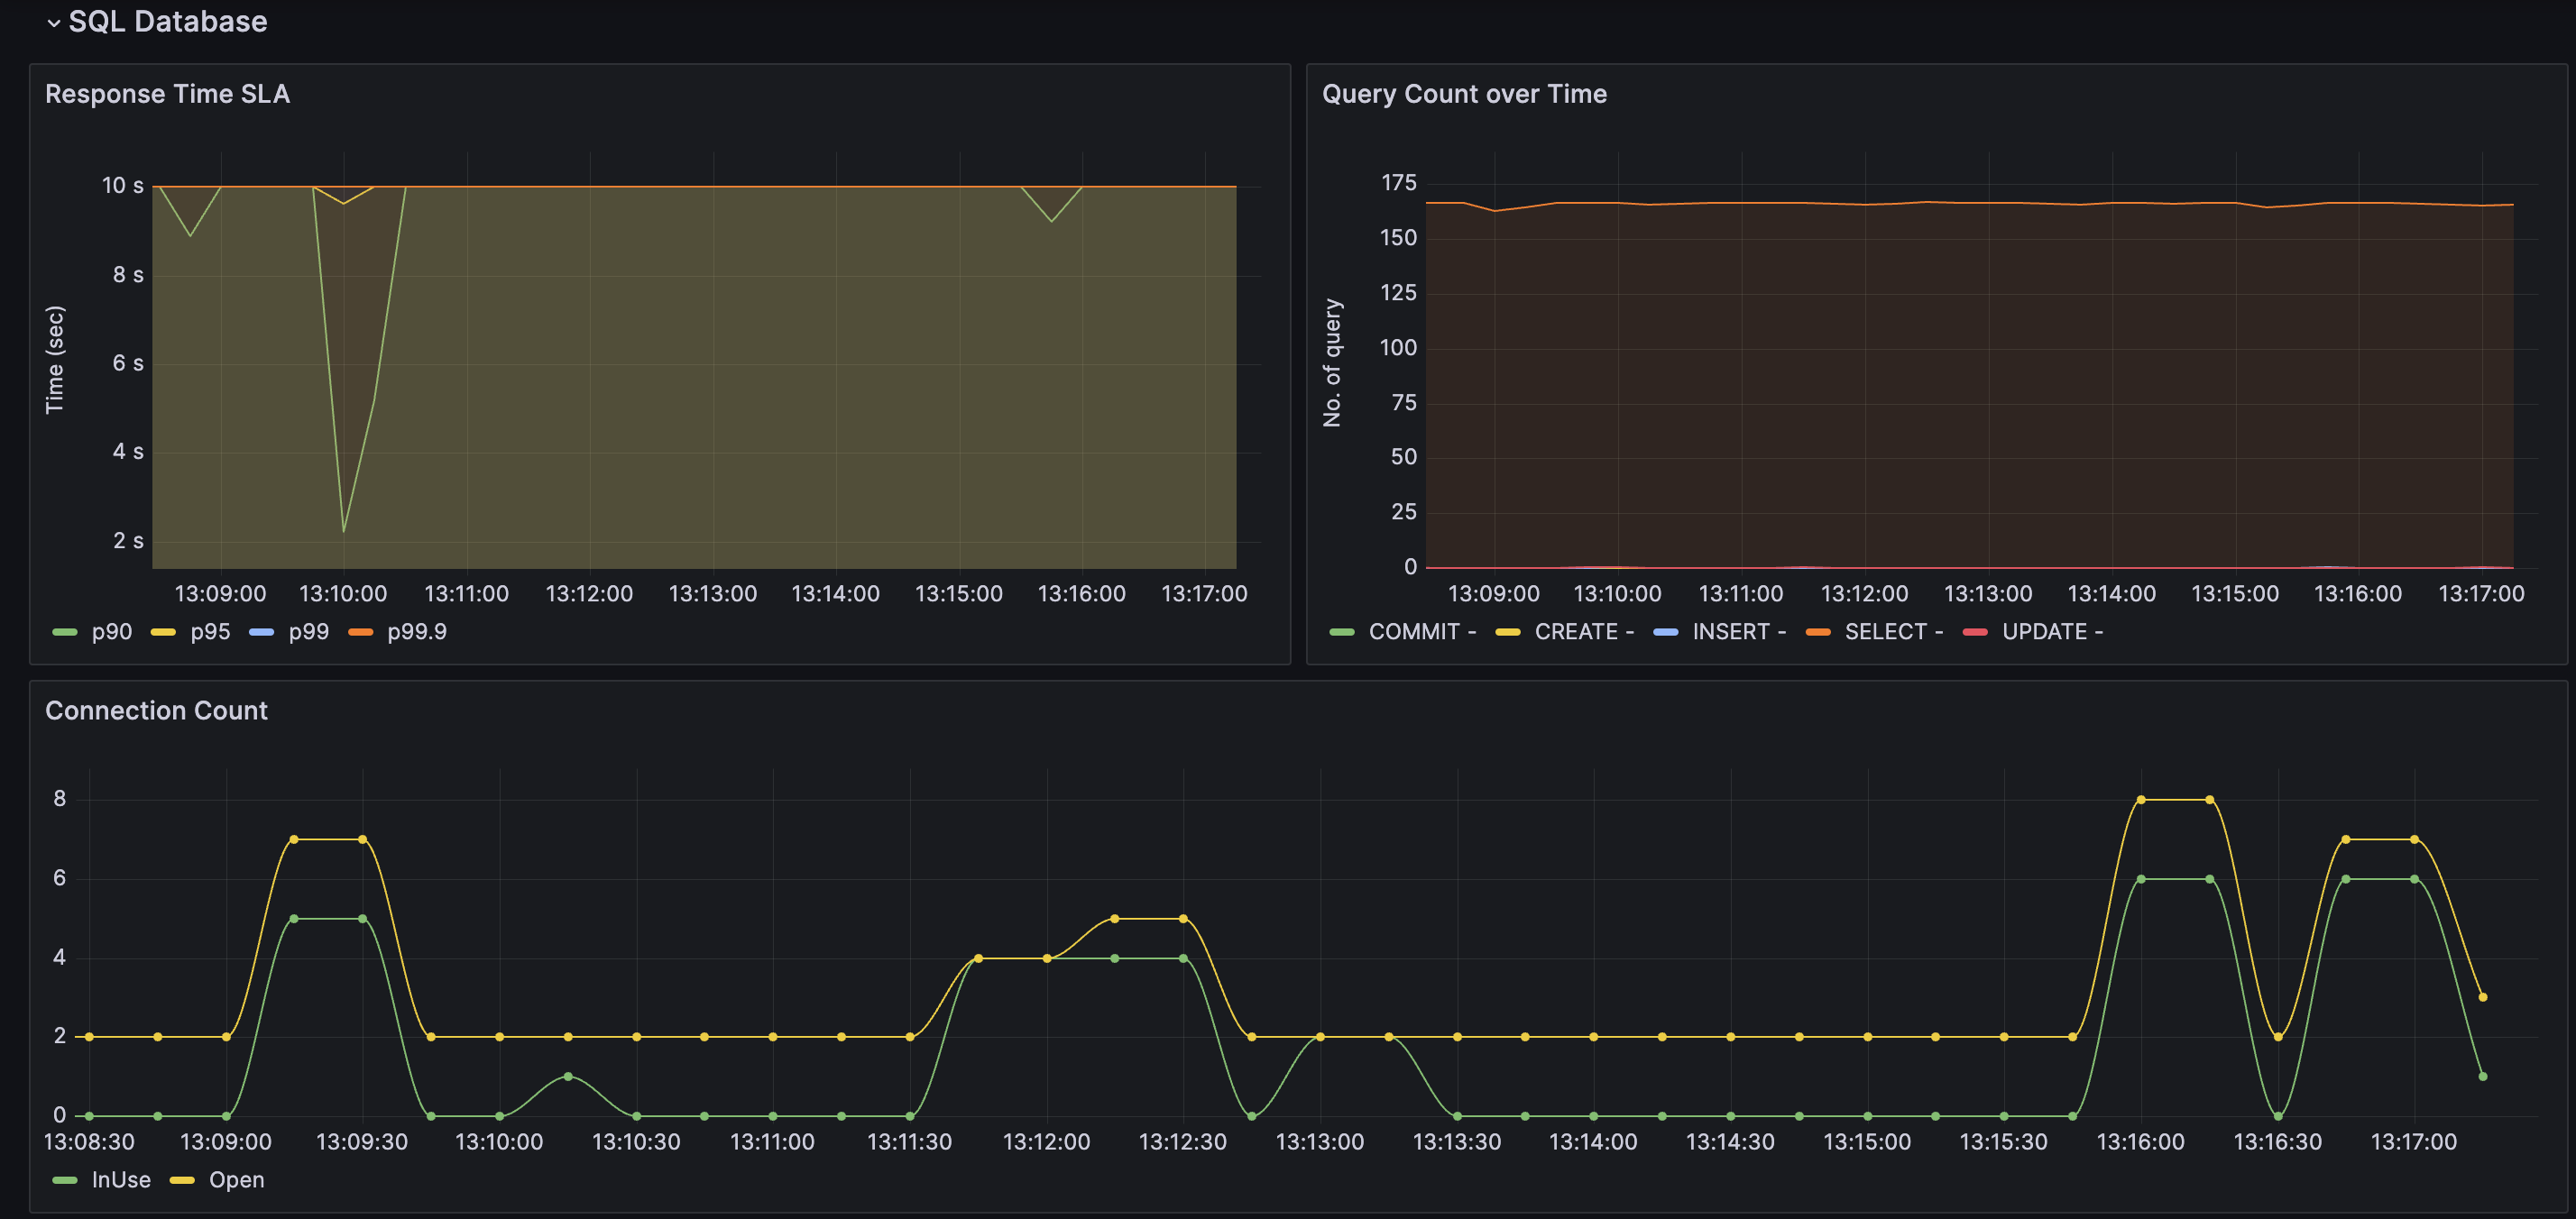 SQL Database
Response Time SLA
Time (sec)
10 s
8 s
6 s
4 s
2 s
13:09:00 13:10:00 13:11:00 13:12:00 13:13:00 13:14:00 13:15:00 13:16:00 13:17:00
p90 p95 p99 p99.9
Query Count over Time
No. of query
175
150
125
100
75
50
25
0
13:09:00 13:10:00 13:11:00 13:12:00 13:13:00 13:14:00 13:15:00 13:16:00 13:17:00
COMMIT - CREATE - INSERT - SELECT - UPDATE -
Connection Count
8
6
4
2
0
13:08:30 13:09:00 13:09:30 13:10:00 13:10:30 13:11:00 13:11:30 13:12:00 13:12:30 13:13:00 13:13:30 13:14:00 13:14:30 13:15:00 13:15:30 13:16:00 13:16:30 13:17:00
InUse Open